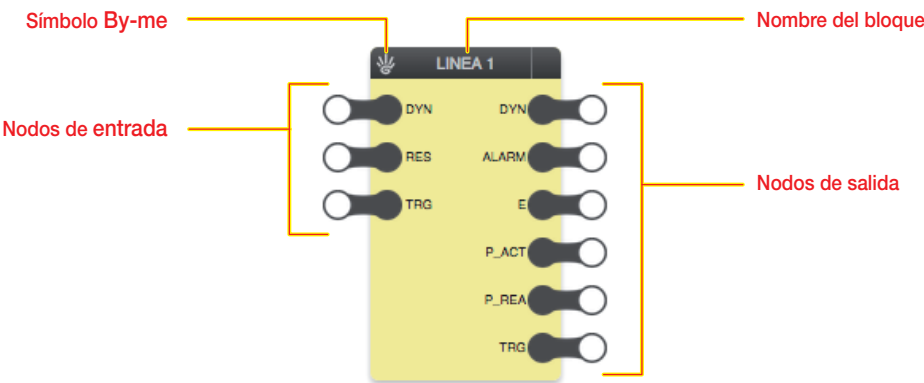 Símbolo By-me
Nombre del bloque
LINEA 1
Nodos de entrada
DYN
RES
TRG
DYN
ALARM
E
P_ACT
P_REA
TRG
Nodos de salida